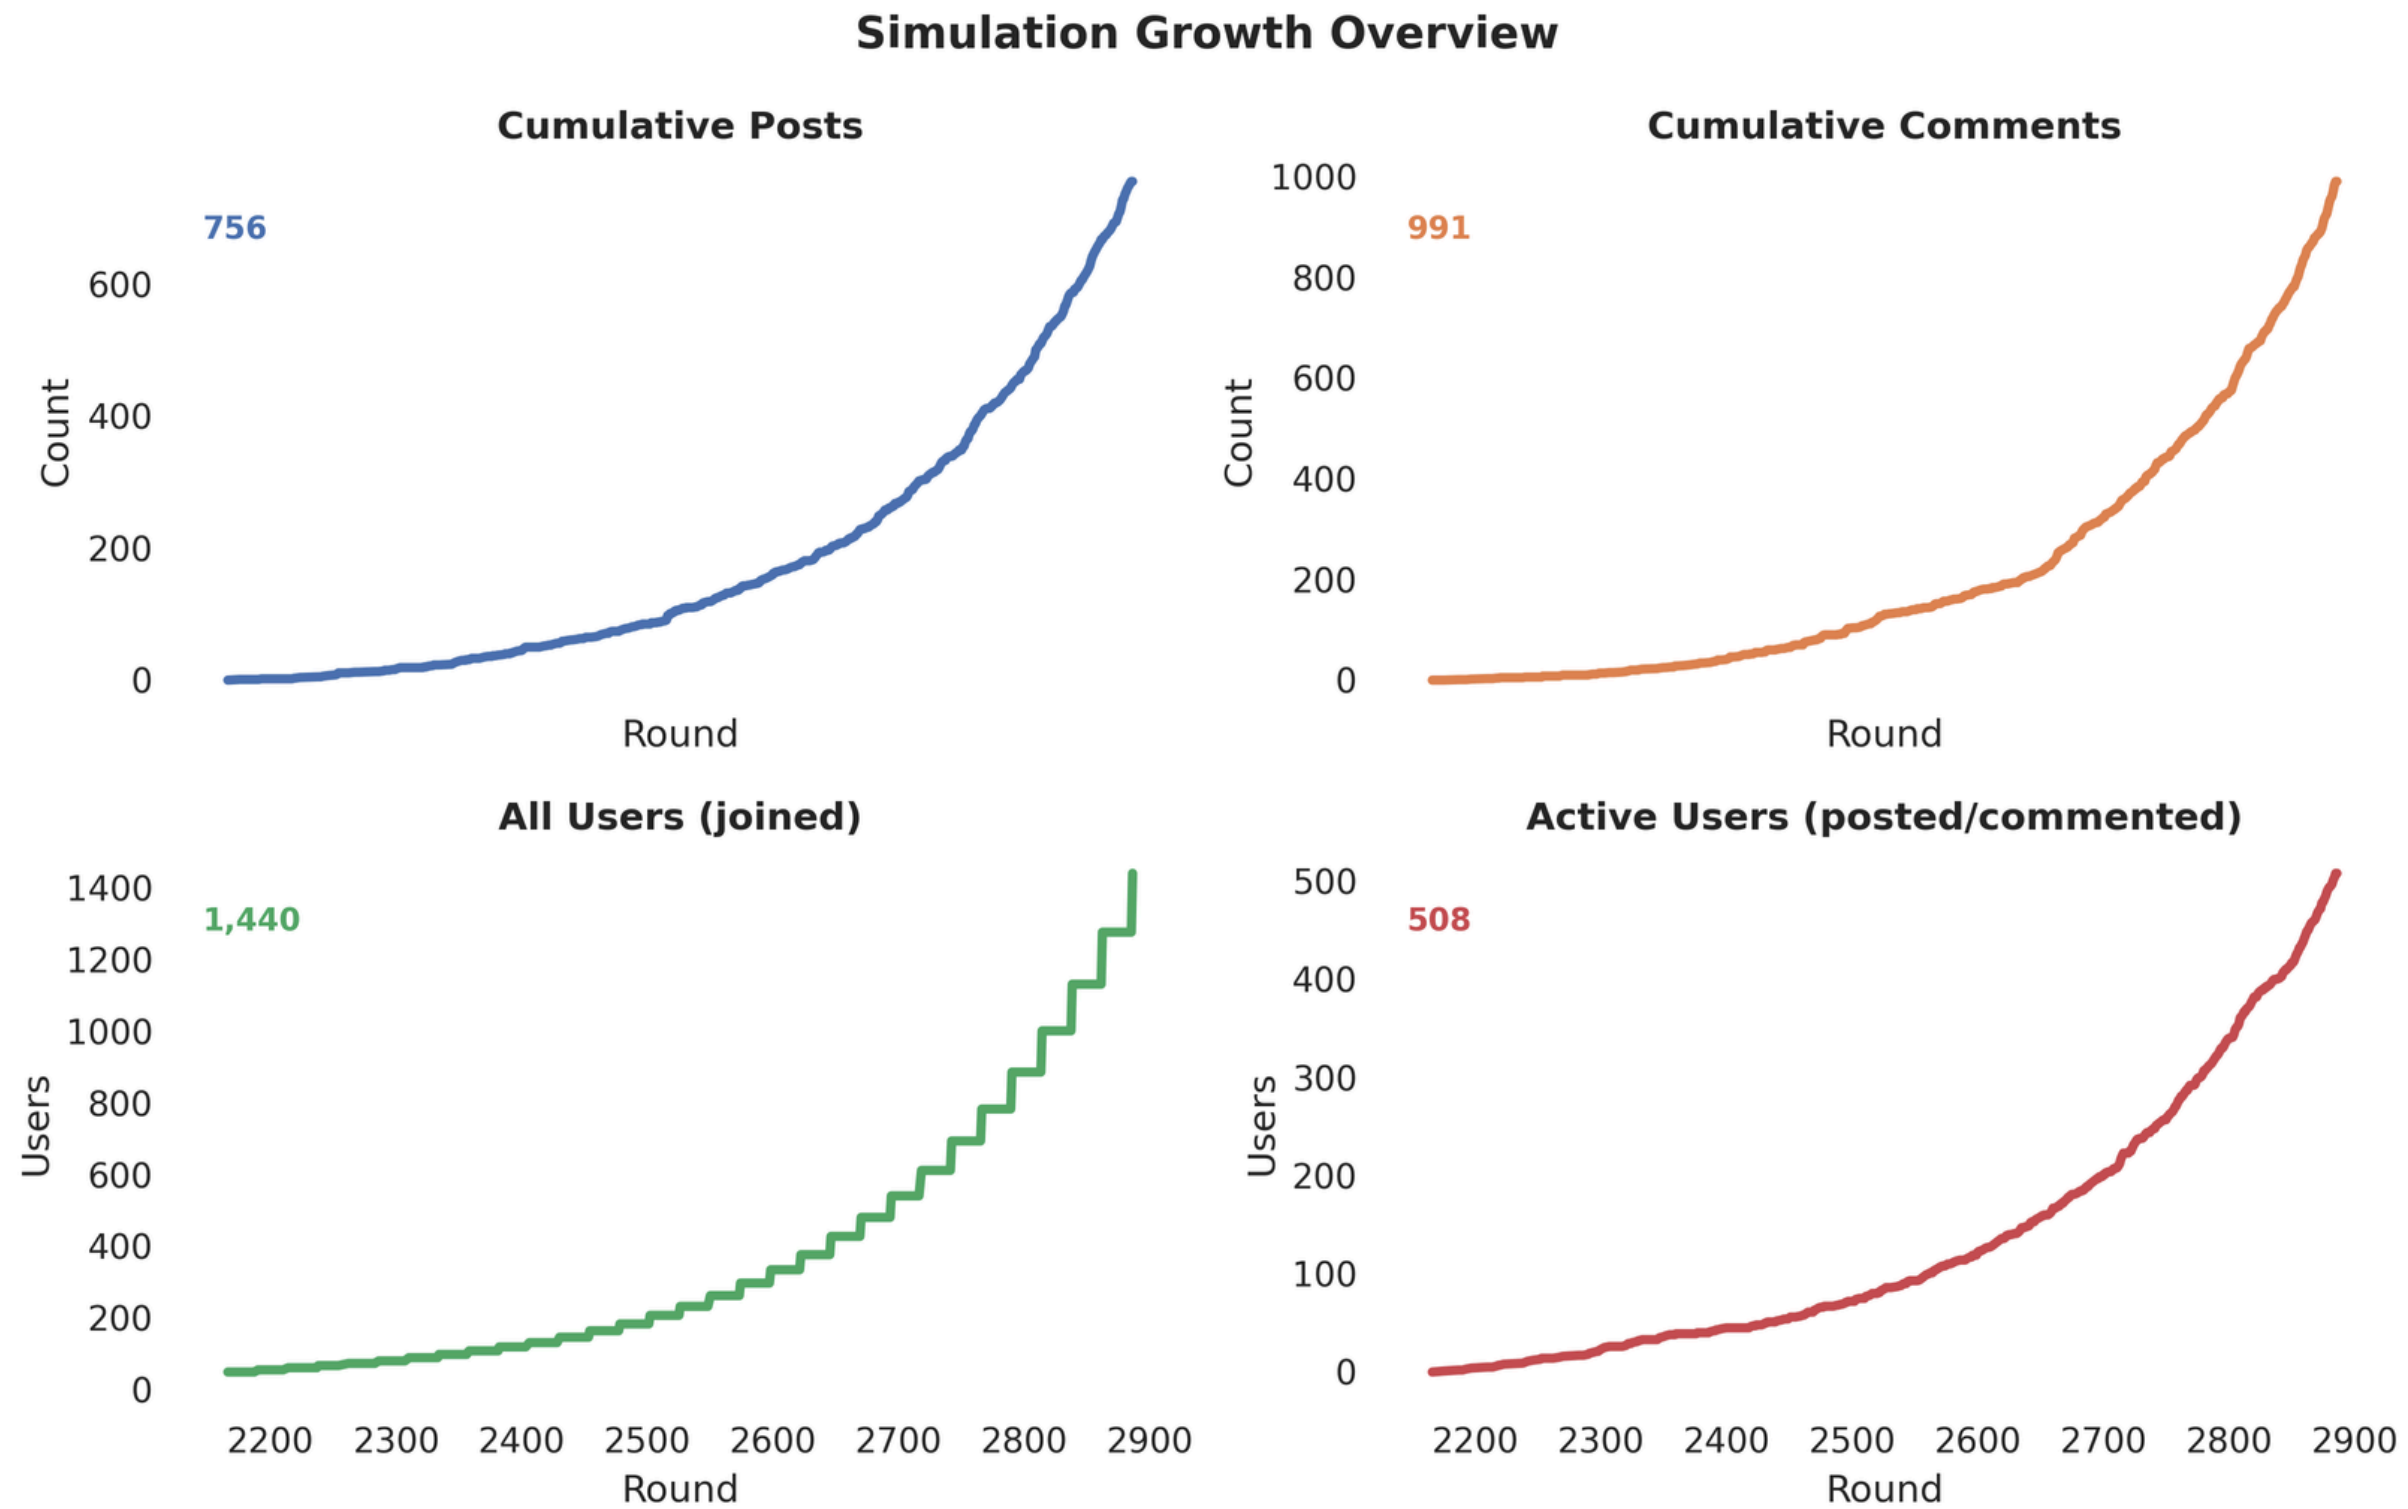 Simulation Growth Overview
Cumulative Posts
756
600
400
200
0
Count
Round
Cumulative Comments
991
1000
800
600
400
200
0
Count
Round
All Users (joined)
1,440
1400
1200
1000
800
600
400
200
0
Users
2200 2300 2400 2500 2600 2700 2800 2900
Round
Active Users (posted/commented)
508
500
400
300
200
100
0
Users
2200 2300 2400 2500 2600 2700 2800 2900
Round